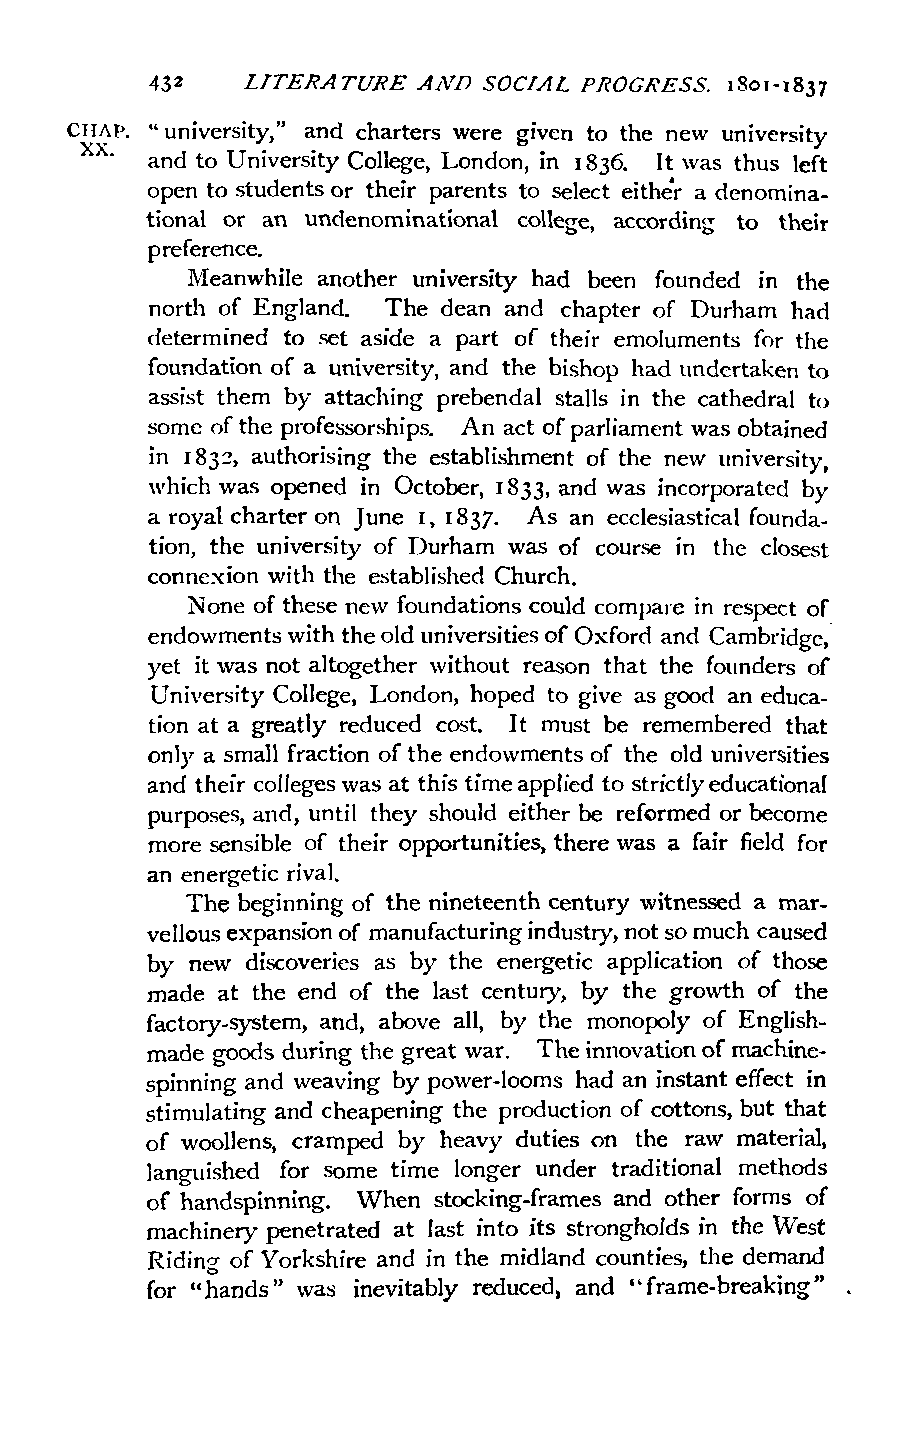 432 LITERATURE AND SOCIAL PROGRESS. 1801-1837
CHAP. XX.
"university," and charters were given to the new university
and to University College, London, in 1836. It was thus left
open to students or their parents to select either a denomina-
tional or an undenominational college, according to their
preference.
Meanwhile another university had been founded in the
north of England. The dean and chapter of Durham had
determined to set aside a part of their emoluments for the
foundation of a university, and the bishop had undertaken to
assist them by attaching prebendal stalls in the cathedral to
some of the professorships. An act of parliament was obtained
in 1832, authorising the establishment of the new university,
which was opened in October, 1833, and was incorporated by
a royal charter on June 1, 1837. As an ecclesiastical founda-
tion, the university of Durham was of course in the closest
connexion with the established Church.
None of these new foundations could compare in respect of
endowments with the old universities of Oxford and Cambridge,
yet it was not altogether without reason that the founders of
University College, London, hoped to give as good an educa-
tion at a greatly reduced cost. It must be remembered that
only a small fraction of the endowments of the old universities
and their colleges was at this time applied to strictly educational
purposes, and, until they should either be reformed or become
more sensible of their opportunities, there was a fair field for
an energetic rival.
The beginning of the nineteenth century witnessed a mar-
vellous expansion of manufacturing industry, not so much caused
by new discoveries as by the energetic application of those
made at the end of the last century, by the growth of the
factory-system, and, above all, by the monopoly of English-
made goods during the great war. The innovation of machine-
spinning and weaving by power-looms had an instant effect in
stimulating and cheapening the production of cottons, but that
of woollens, cramped by heavy duties on the raw material,
languished for some time longer under traditional methods
of handspinning. When stocking-frames and other forms of
machinery penetrated at last into its strongholds in the West
Riding of Yorkshire and in the midland counties, the demand
for "hands" was inevitably reduced, and "frame-breaking"